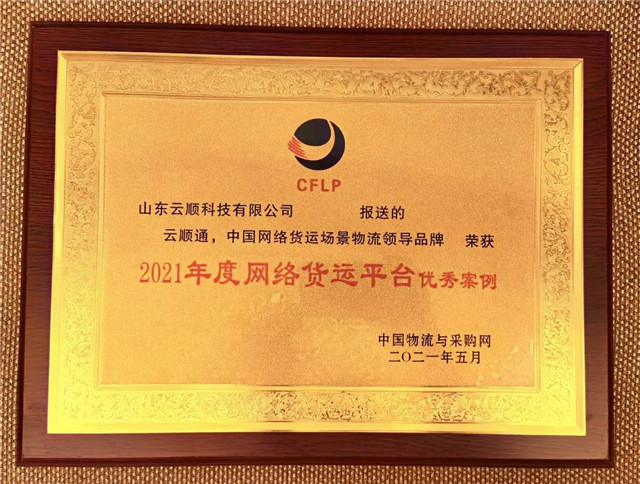 CFLP
山东云顺科技有限公司 报送的
云顺通，中国网络货运场景物流领导品牌 荣获
2021年度网络货运平台优秀案例
中国物流与采购网
二〇二一年五月